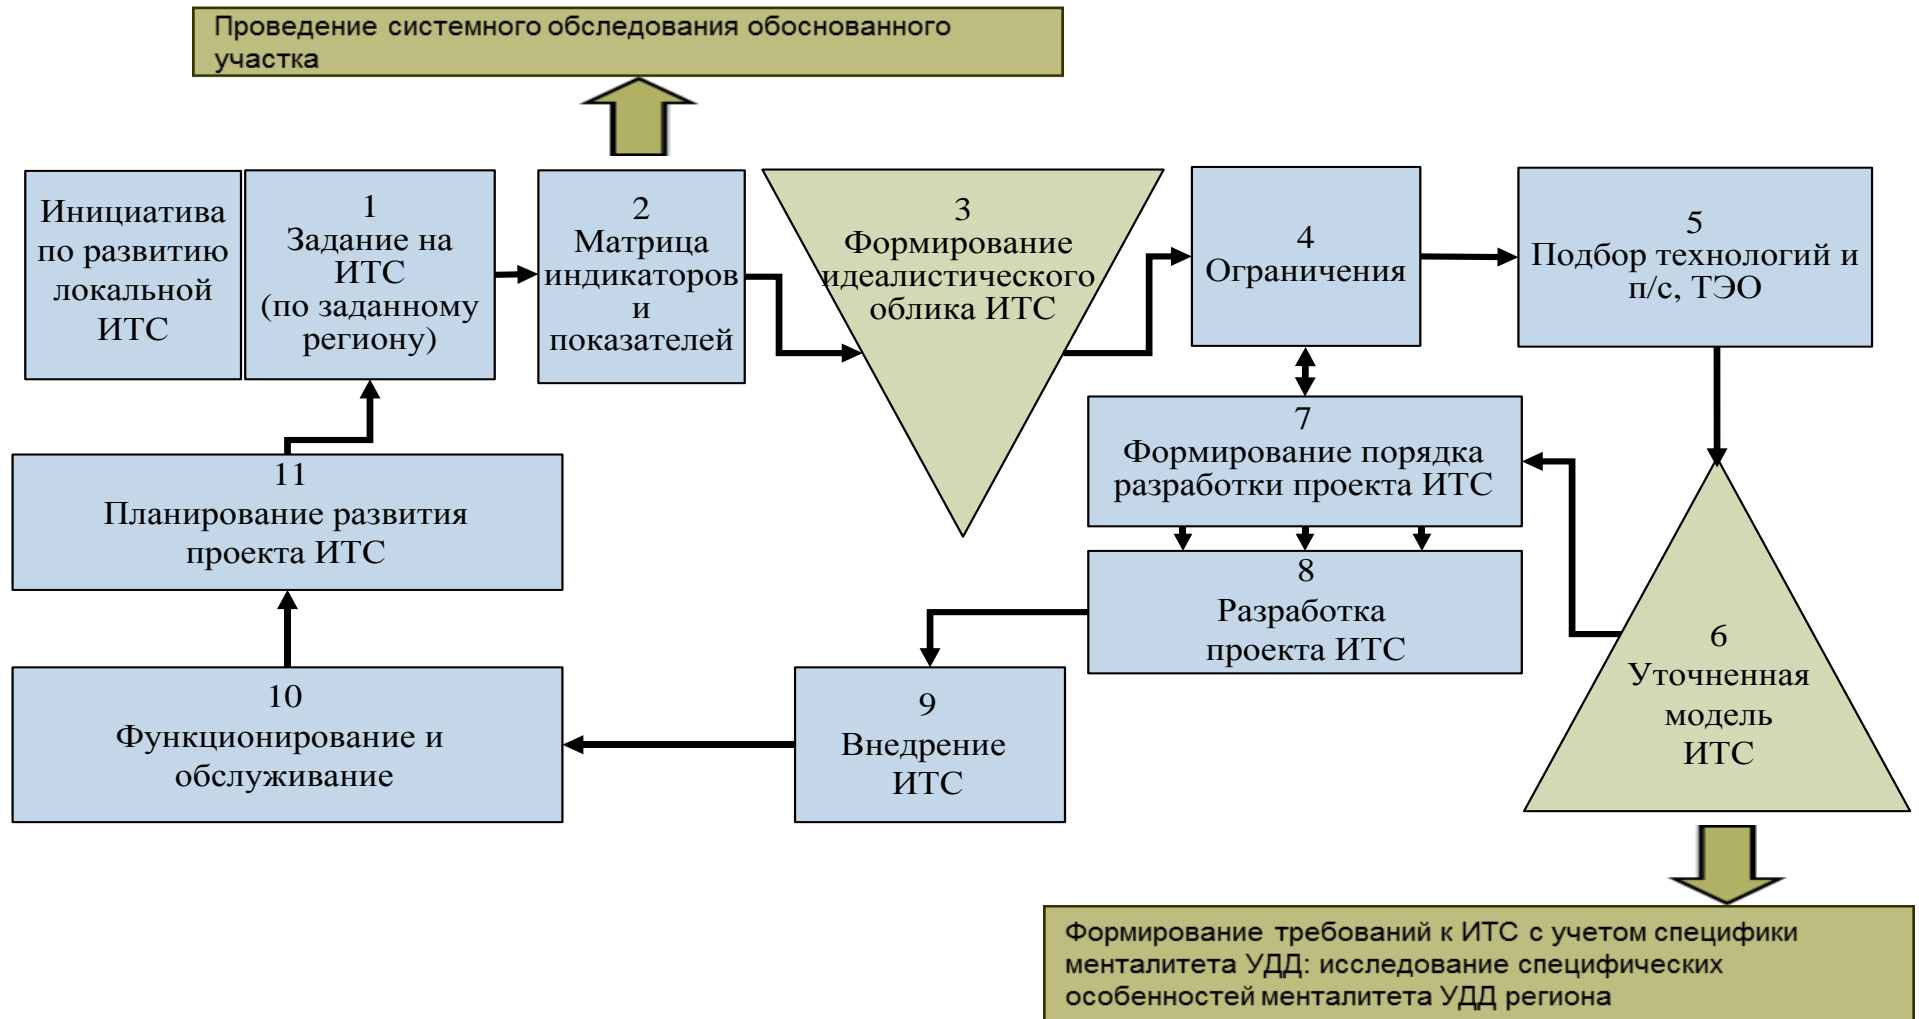 Проведение системного обследования обоснованного
участка
Инициатива
по развитию
локальной
ИТС
1
Задание на
ИТС
(по заданному
региону)
2
Матрица
индикаторов
и
показателей
3
Формирование
идеалистического
облика ИТС
4
Ограничения
5
Подбор технологий и
п/с, ТЭО
7
Формирование порядка
разработки проекта ИТС
11
Планирование развития
проекта ИТС
8
Разработка
проекта ИТС
6
Уточненная
модель
ИТС
10
Функционирование и
обслуживание
9
Внедрение
ИТС
Формирование требований к ИТС с учетом специфики
менталитета УДД: исследование специфических
особенностей менталитета УДД региона